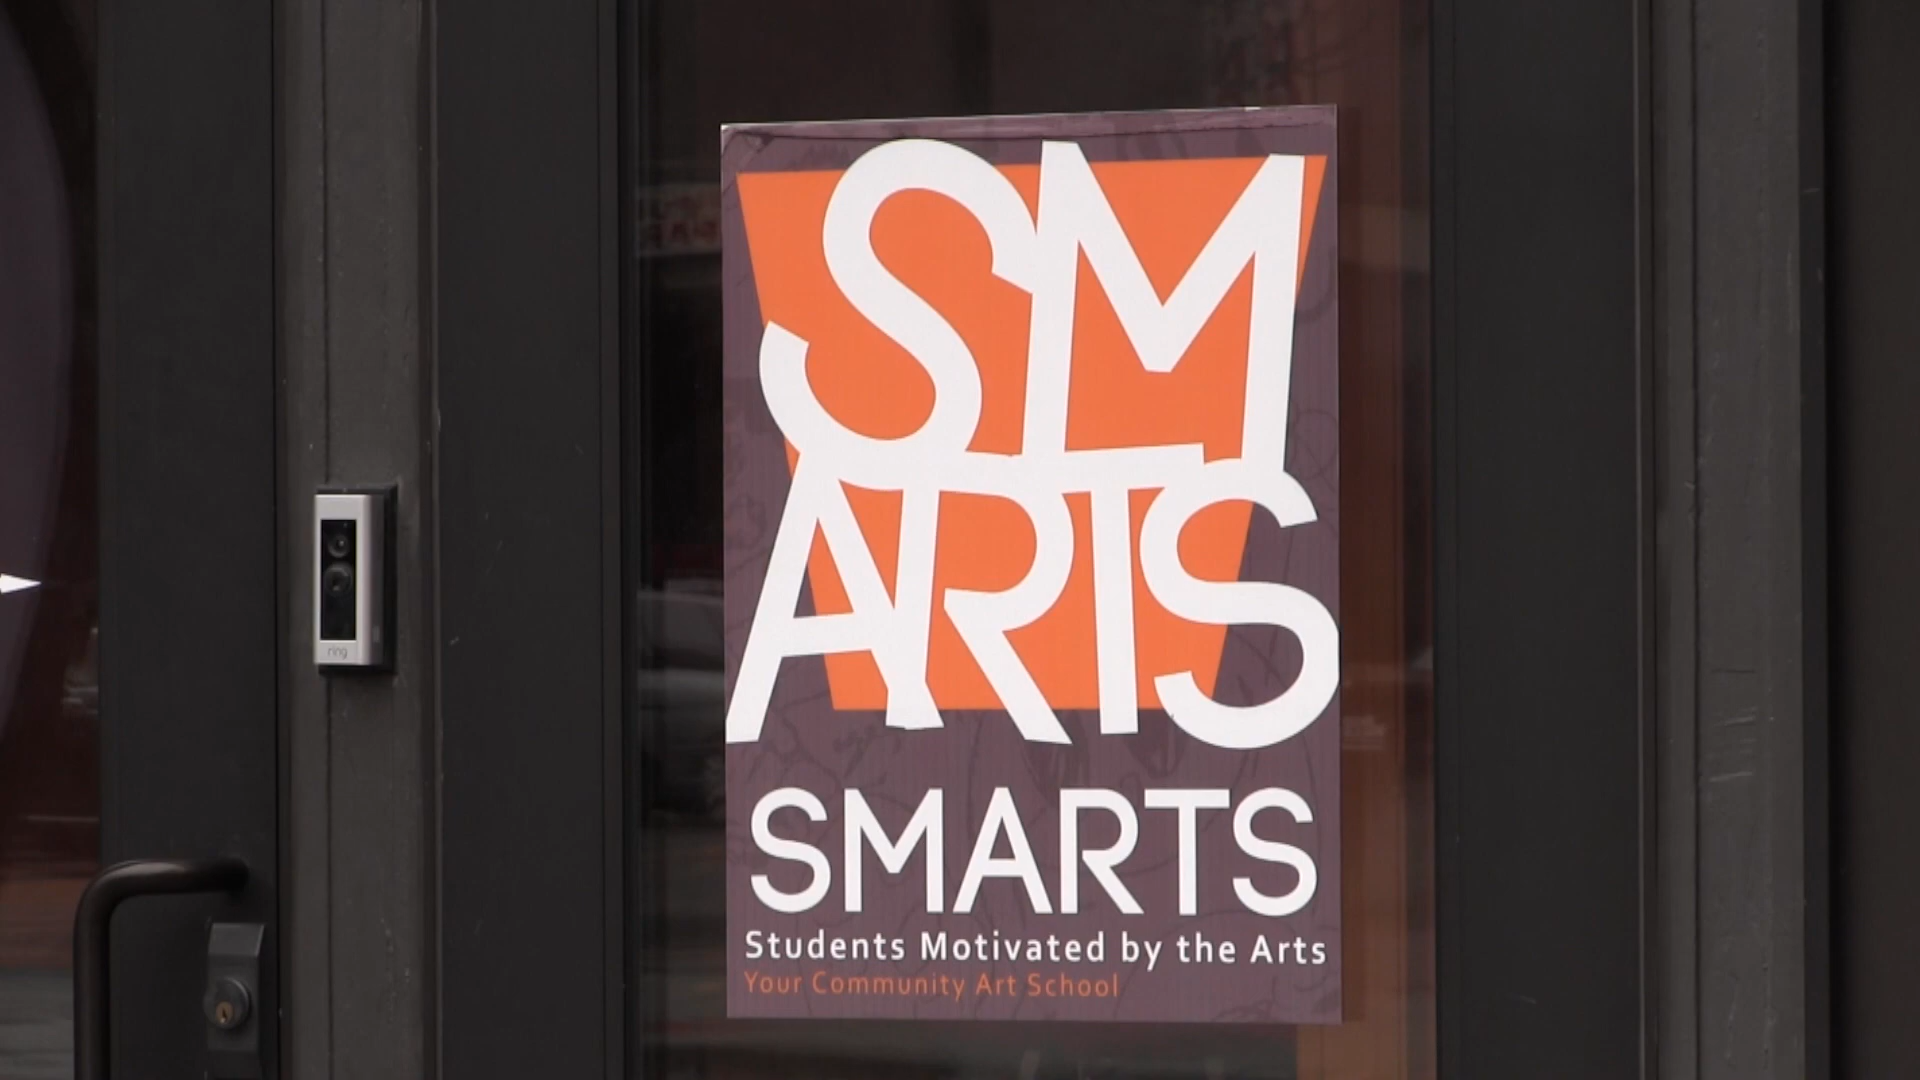 SM
ARTS
SMARTS
Students Motivated by the Arts
Your Community Art School
ring